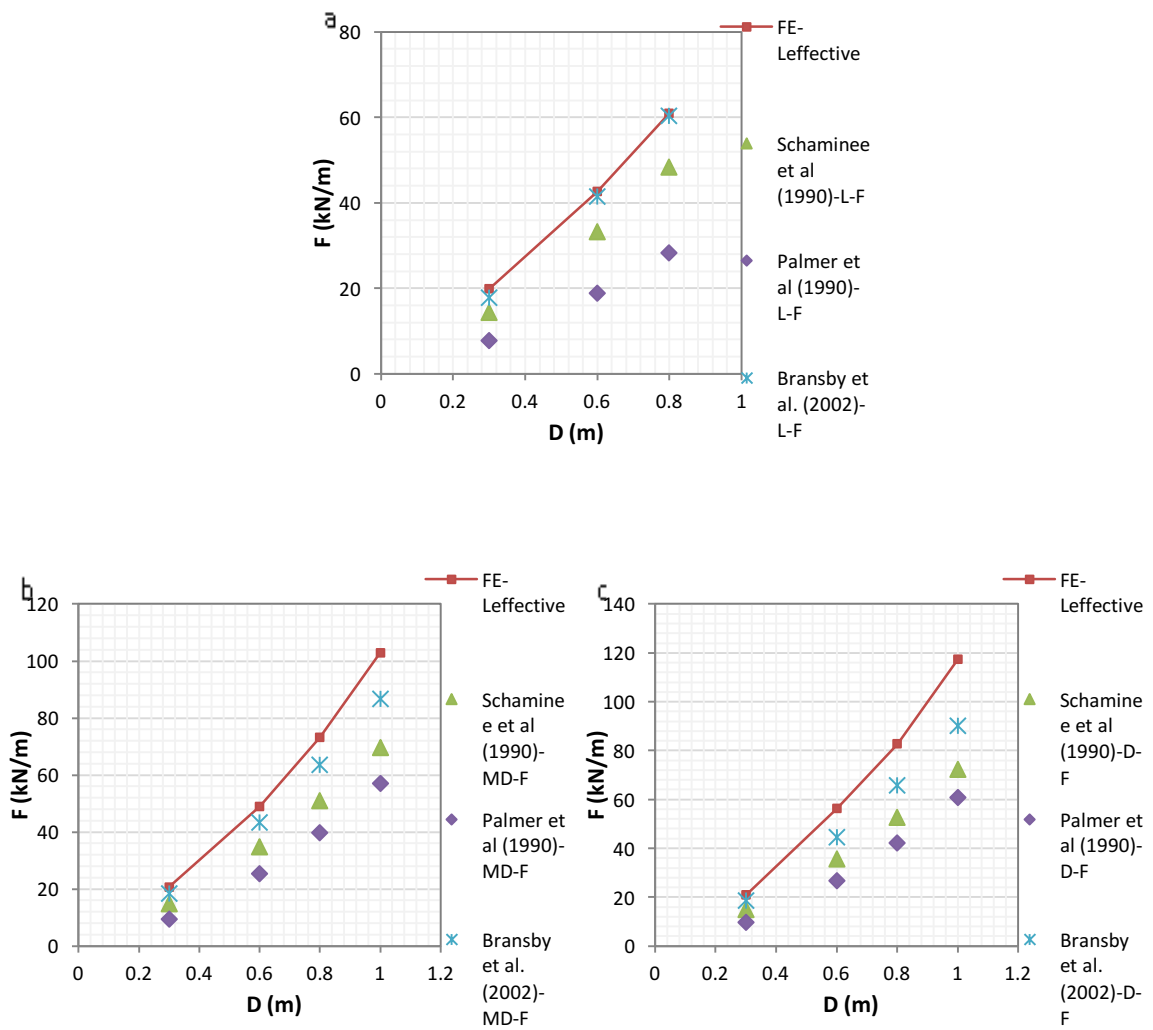 a
80
60
40
20
0
F (kN/m)
0 0.2 0.4 0.6 0.8 1
D (m)
FE-
Leffective
Schaminee
et al
(1990)-L-F
Palmer et
al (1990)-
L-F
Bransby et
al. (2002)-
L-F
b
120
100
80
60
40
20
0
F (kN/m)
0 0.2 0.4 0.6 0.8 1 1.2
D (m)
FE-
Leffective
Schamine
e et al
(1990)-
MD-F
Palmer et
al (1990)-
MD-F
Bransby
et al.
(2002)-
MD-F
c
140
120
100
80
60
40
20
0
F (kN/m)
0 0.2 0.4 0.6 0.8 1 1.2
D (m)
FE-
Leffective
Schamine
e et al
(1990)-D-
F
Palmer et
al (1990)-
D-F
Bransby
et al.
(2002)-D-
F